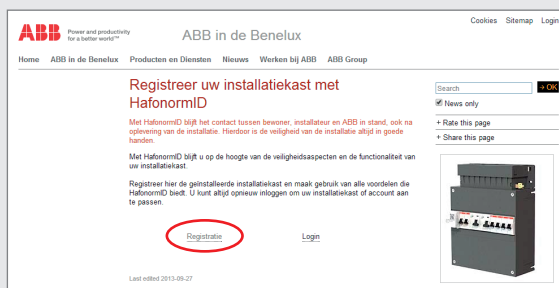 Cookies Sitemap Login
ABB
Power and productivity
for a better world™
ABB in de Benelux
Home ABB in de Benelux Producten en Diensten Nieuws Werken bij ABB ABB Group
Registreer uw installatiekast met
HafonormID
Met HafonormID blijft het contact tussen bewoner, installateur en ABB in stand, ook na
oplevering van de installatie. Hierdoor is de veiligheid van de installatie altijd in goede
handen.
Met HafonormID blijft u op de hoogte van de veiligheidsaspecten en de functionaliteit van
uw installatiekast.
Registreer hier de geïnstalleerde installatiekast en maak gebruik van alle voordelen die
HafonormID biedt. U kunt altijd opnieuw inloggen om uw installatiekast of account aan
te passen.
Registratie Login
Last edited 2013-09-27
Search → OK
News only
+ Rate this page
+ Share this page